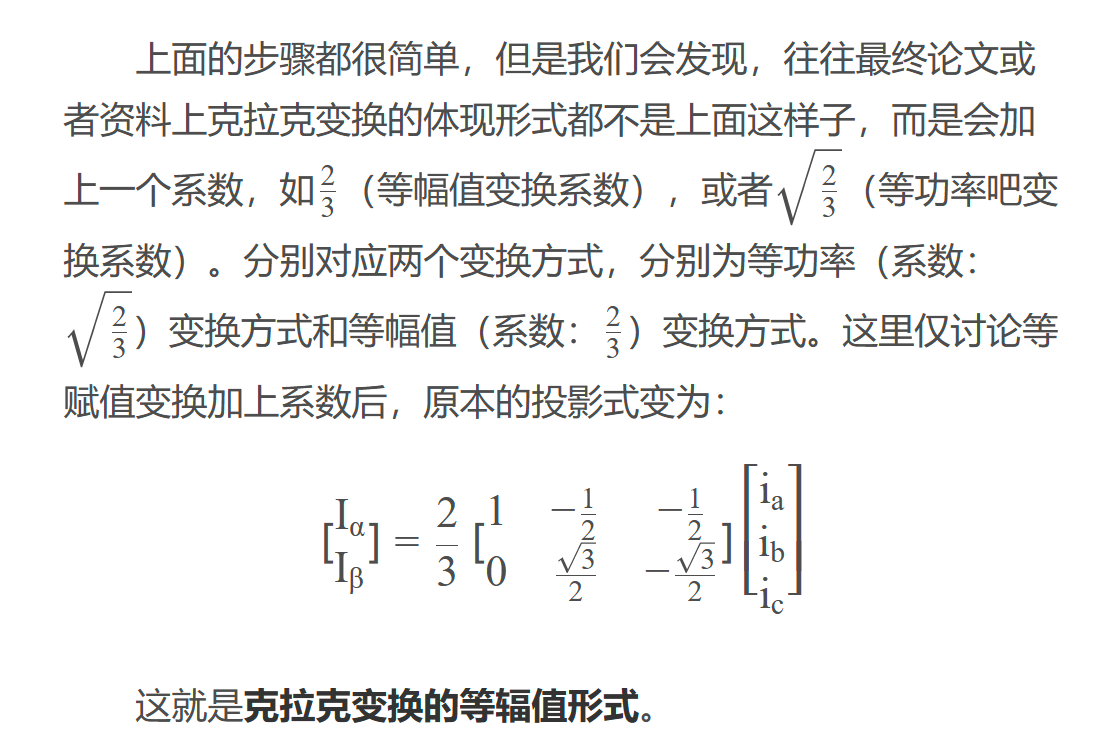 上面的步骤都很简单，但是我们会发现，往往最终论文或
者资料上克拉克变换的体现形式都不是上面这样子，而是会加
上一个系数，如$\frac{2}{3}$（等幅值变换系数），或者$\sqrt{\frac{2}{3}}$（等功率吧变
换系数）。分别对应两个变换方式，分别为等功率（系数：
$\sqrt{\frac{2}{3}}$）变换方式和等幅值（系数：$\frac{2}{3}$）变换方式。这里仅讨论等
赋值变换加上系数后，原本的投影式变为：
$[\begin{matrix} I_α \\ I_β \end{matrix}] = \frac{2}{3} [\begin{matrix} 1 & -\frac{1}{2} & -\frac{1}{2} \\ 0 & \frac{\sqrt{3}}{2} & -\frac{\sqrt{3}}{2} \end{matrix}] \begin{bmatrix} i_a \\ i_b \\ i_c \end{bmatrix}$
这就是克拉克变换的等辐值形式。